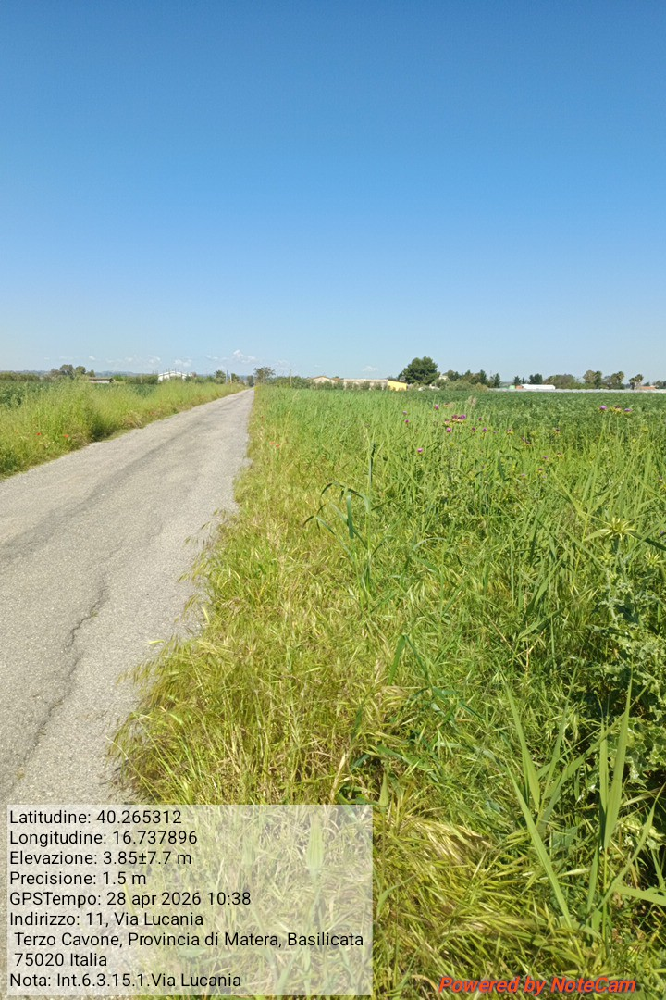 Latitudine: 40.265312
Longitudine: 16.737896
Elevazione: 3.85±7.7 m
Precisione: 1.5 m
GPSTempo: 28 apr 2026 10:38
Indirizzo: 11, Via Lucania
Terzo Cavone, Provincia di Matera, Basilicata
75020 Italia
Nota: Int.6.3.15.1.Via Lucania
Powered by NoteCam